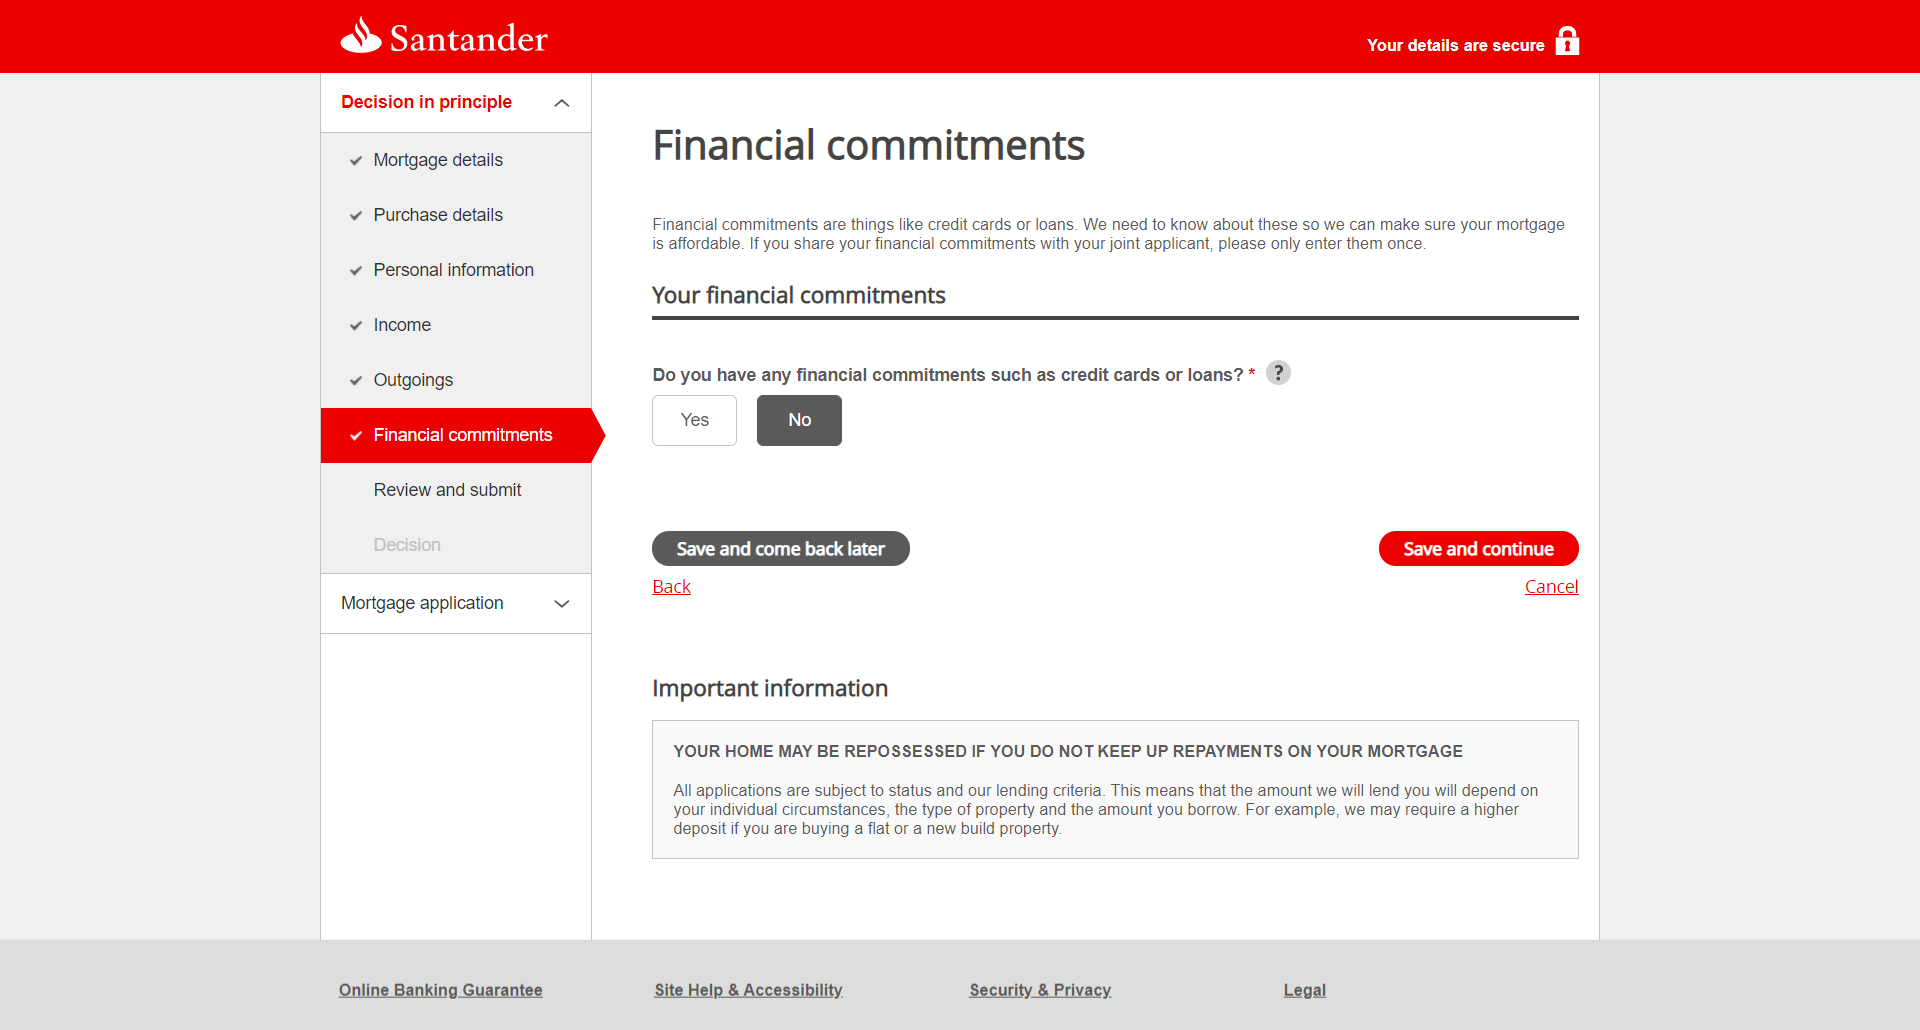 Santander
Your details are secure
Decision in principle
Mortgage details
Purchase details
Personal information
Income
Outgoings
Financial commitments
Review and submit
Decision
Mortgage application
Financial commitments
Financial commitments are things like credit cards or loans. We need to know about these so we can make sure your mortgage
is affordable. If you share your financial commitments with your joint applicant, please only enter them once.
Your financial commitments
Do you have any financial commitments such as credit cards or loans? * ?
Yes No
Save and come back later Save and continue
Back Cancel
Important information
YOUR HOME MAY BE REPOSSESSED IF YOU DO NOT KEEP UP REPAYMENTS ON YOUR MORTGAGE
All applications are subject to status and our lending criteria. This means that the amount we will lend you will depend on
your individual circumstances, the type of property and the amount you borrow. For example, we may require a higher
deposit if you are buying a flat or a new build property.
Online Banking Guarantee Site Help & Accessibility Security & Privacy Legal